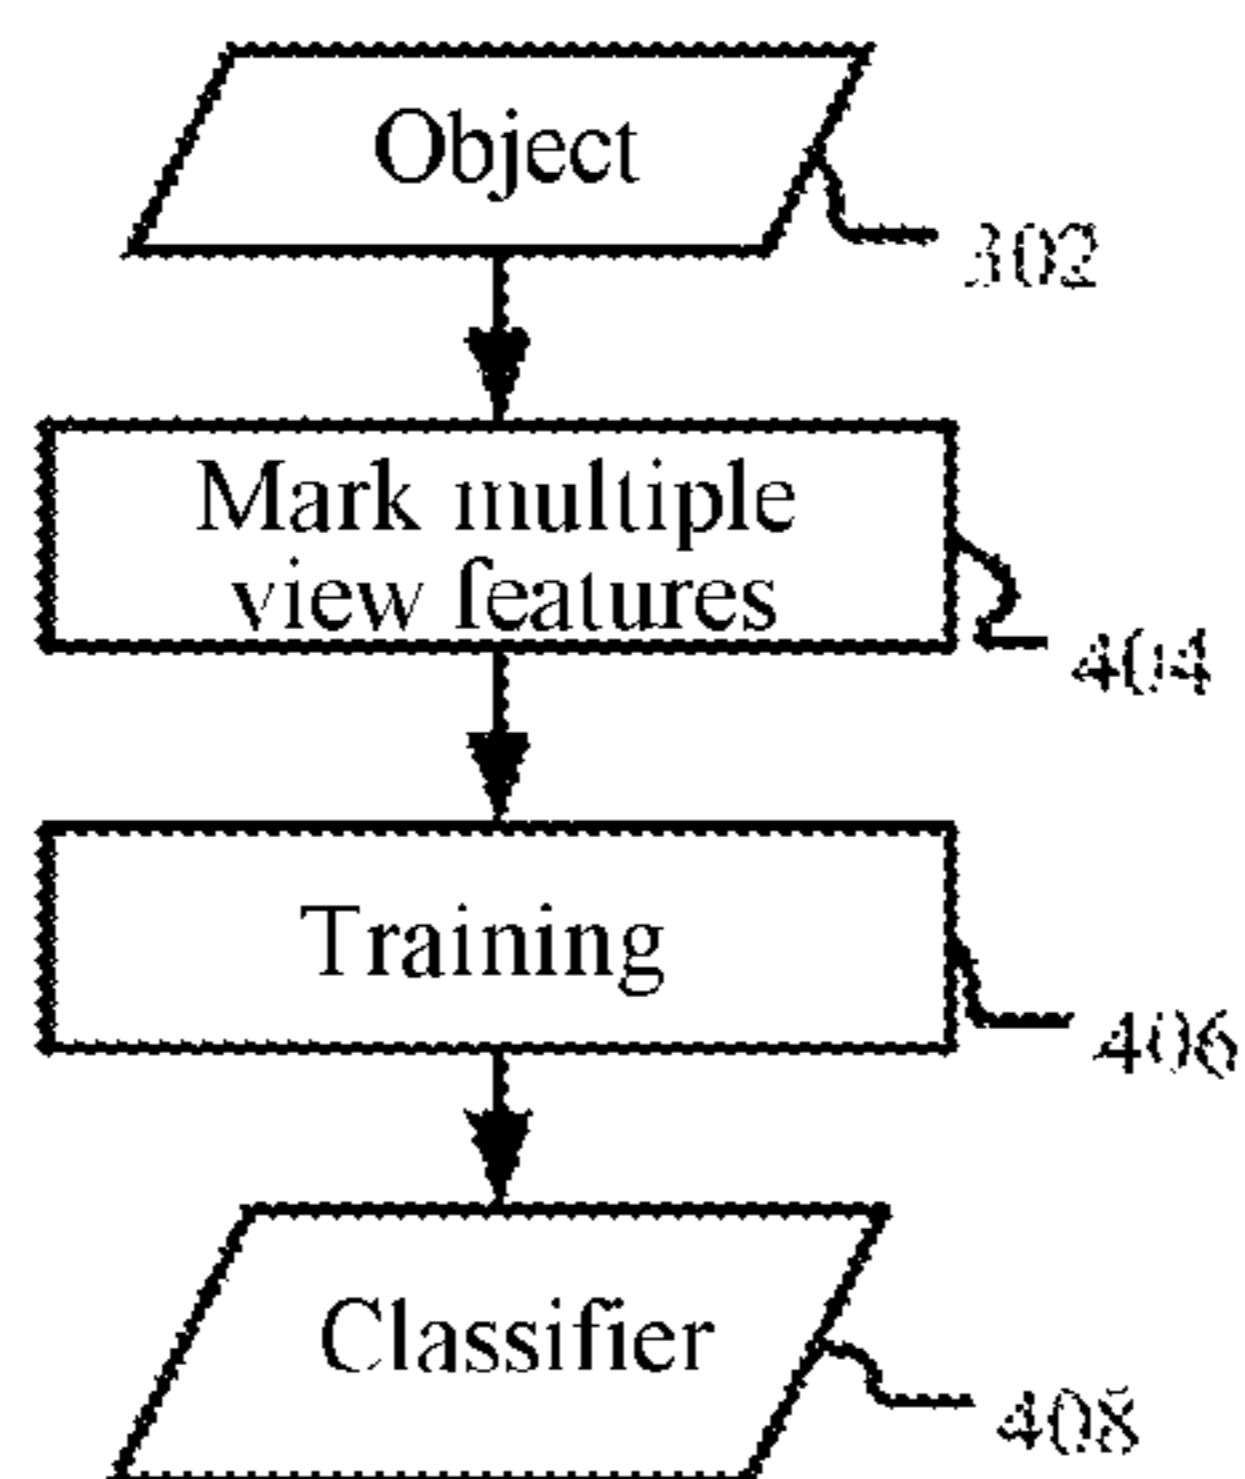 Object
302
Mark multiple
view features
404
Training
406
Classifier
408